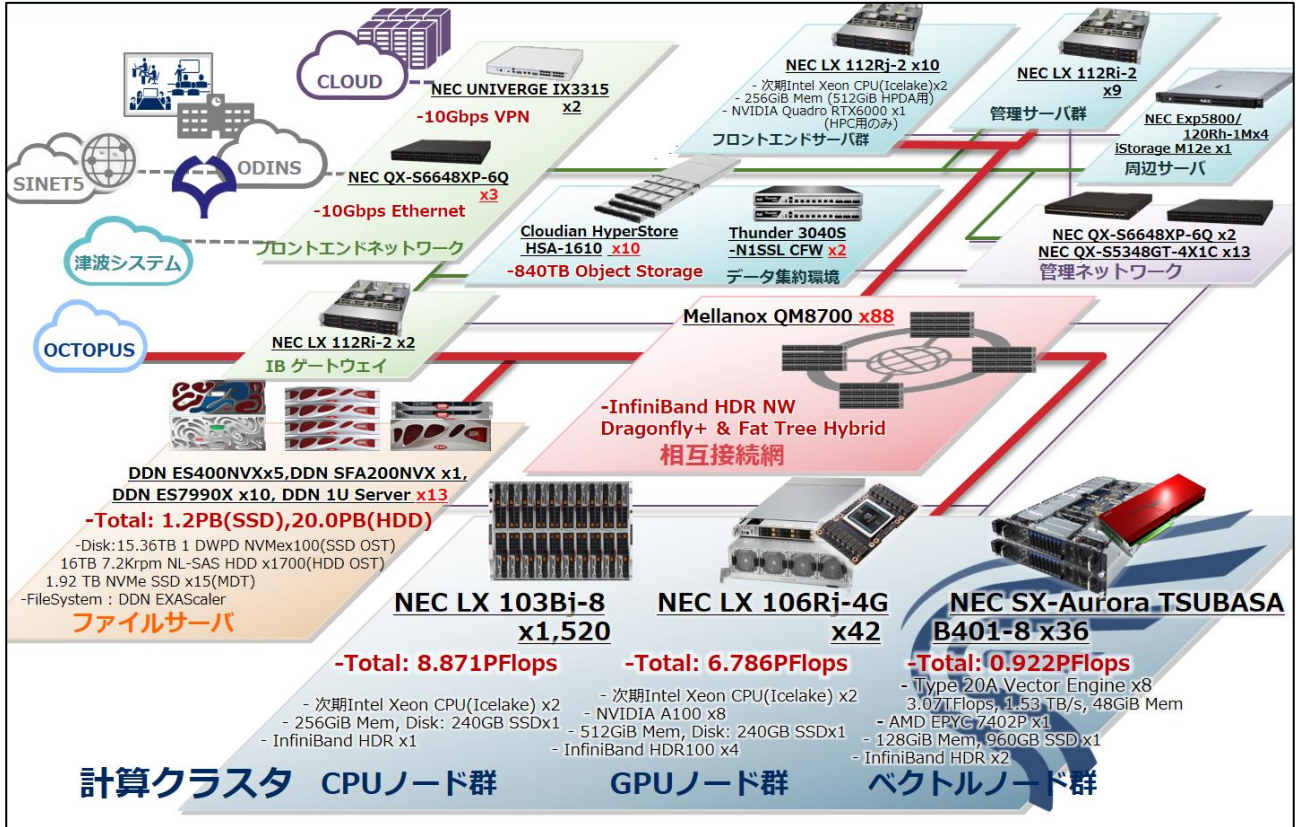 CLOUD
NEC UNIVERGE IX3315
x2
-10Gbps VPN
NEC QX-S6648XP-6Q
x3
-10Gbps Ethernet
フロントエンドネットワーク
SINET5
ODINS
津波システム
OCTOPUS
NEC LX 112Rj-2 x10
- 次期Intel Xeon CPU(Icelake)x2
- 256GiB Mem (512GiB HPDA用)
- NVIDIA Quadro RTX6000 x1
(HPC用のみ)
フロントエンドサーバ群
NEC LX 112Ri-2
x9
管理サーバ群
NEC
NEC Exp5800/
120Rh-1Mx4
iStorage M12e x1
周辺サーバ
Cloudian HyperStore
HSA-1610 x10
-840TB Object Storage
Thunder
Thunder
Thunder 3040S
-N1SSL CFW x2
データ集約環境
NEC QX-S6648XP-6Q x2
NEC QX-S5348GT-4X1C x13
管理ネットワーク
NEC LX 112Ri-2 x2
IB ゲートウェイ
Mellanox QM8700 x88
-InfiniBand HDR NW
Dragonfly+ & Fat Tree Hybrid
相互接続網
DDN ES400NVXx5,DDN SFA200NVX x1,
DDN ES7990X x10, DDN 1U Server x13
-Total: 1.2PB(SSD),20.0PB(HDD)
-Disk:15.36TB 1 DWPD NVMex100(SSD OST)
16TB 7.2Krpm NL-SAS HDD x1700(HDD OST)
1.92 TB NVMe SSD x15(MDT)
-FileSystem : DDN EXAScaler
ファイルサーバ
NEC LX 103Bj-8
x1,520
-Total: 8.871PFlops
- 次期Intel Xeon CPU(Icelake) x2
- 256GiB Mem, Disk: 240GB SSDx1
- InfiniBand HDR x1
NEC LX 106Rj-4G
x42
-Total: 6.786PFlops
- 次期Intel Xeon CPU(Icelake) x2
- NVIDIA A100 x8
- 512GiB Mem, Disk: 240GB SSDx1
- InfiniBand HDR100 x4
NEC SX-Aurora TSUBASA
B401-8 x36
-Total: 0.922PFlops
- Type 20A Vector Engine x8
3.07TFlops, 1.53 TB/s, 48GiB Mem
- AMD EPYC 7402P x1
- 128GiB Mem, 960GB SSD x1
- InfiniBand HDR x2
計算クラスタ CPUノード群 GPUノード群 ベクトルノード群